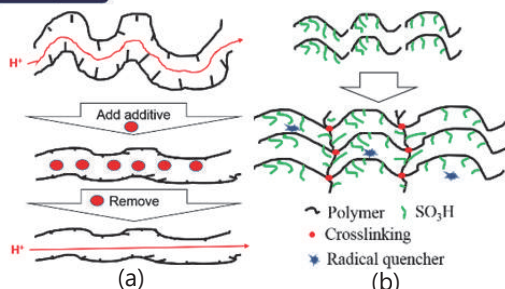 H⁺
Add additive
Remove
H⁺
(a)
Polymer
SO₃H
Crosslinking
Radical quencher
(b)